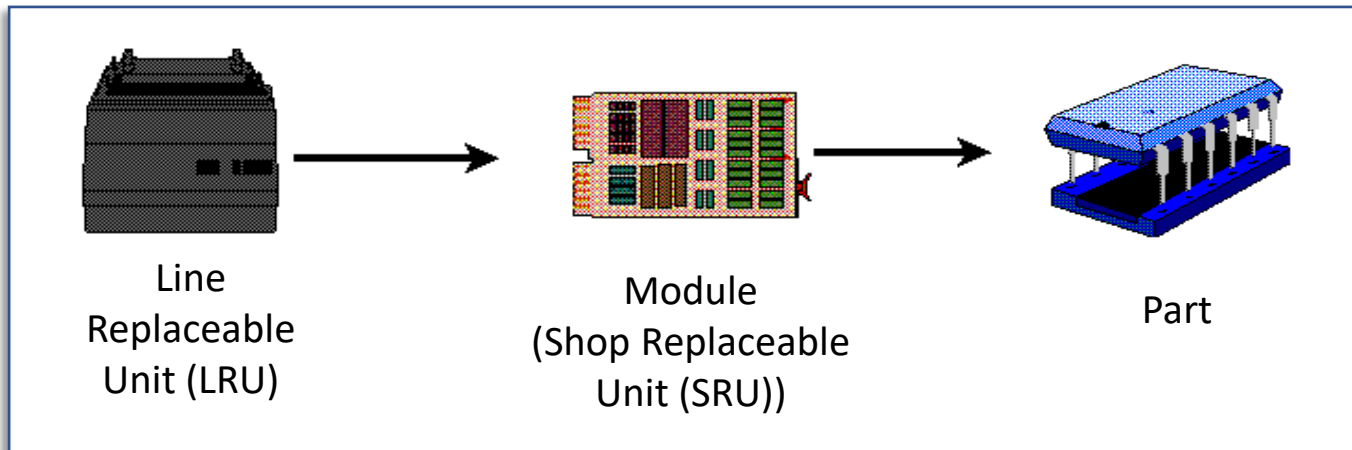 Line
Replaceable
Unit (LRU)
Module
(Shop Replaceable
Unit (SRU))
Part